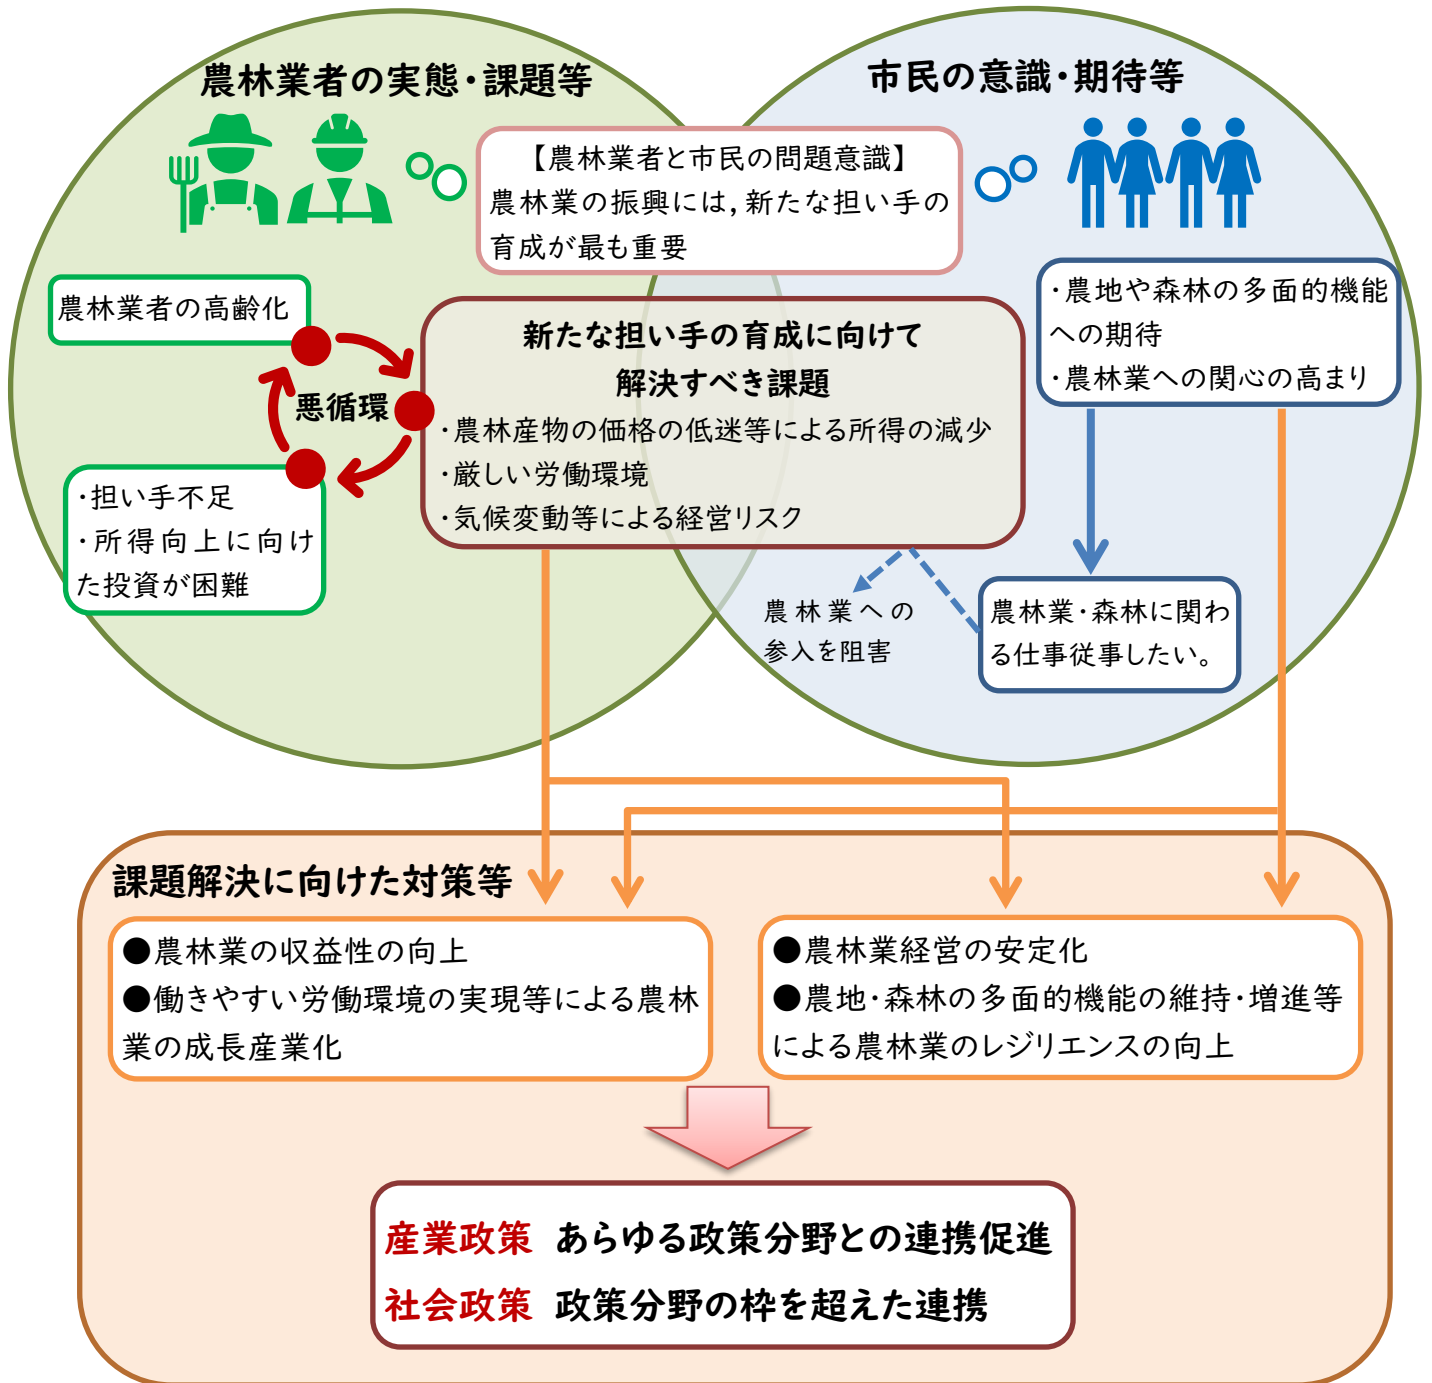 農林業者の実態・課題等
市民の意識・期待等
【農林業者と市民の問題意識】
農林業の振興には,新たな担い手の
育成が最も重要
農林業者の高齢化
悪循環
・担い手不足
・所得向上に向け
た投資が困難
新たな担い手の育成に向けて
解決すべき課題
・農林産物の価格の低迷等による所得の減少
・厳しい労働環境
・気候変動等による経営リスク
・農地や森林の多面的機能
への期待
・農林業への関心の高まり
農林業への
参入を阻害
農林業・森林に関わ
る仕事従事したい。
課題解決に向けた対策等
●農林業の収益性の向上
●働きやすい労働環境の実現等による農林
業の成長産業化
●農林業経営の安定化
●農地・森林の多面的機能の維持・増進等
による農林業のレジリエンスの向上
産業政策 あらゆる政策分野との連携促進
社会政策 政策分野の枠を超えた連携